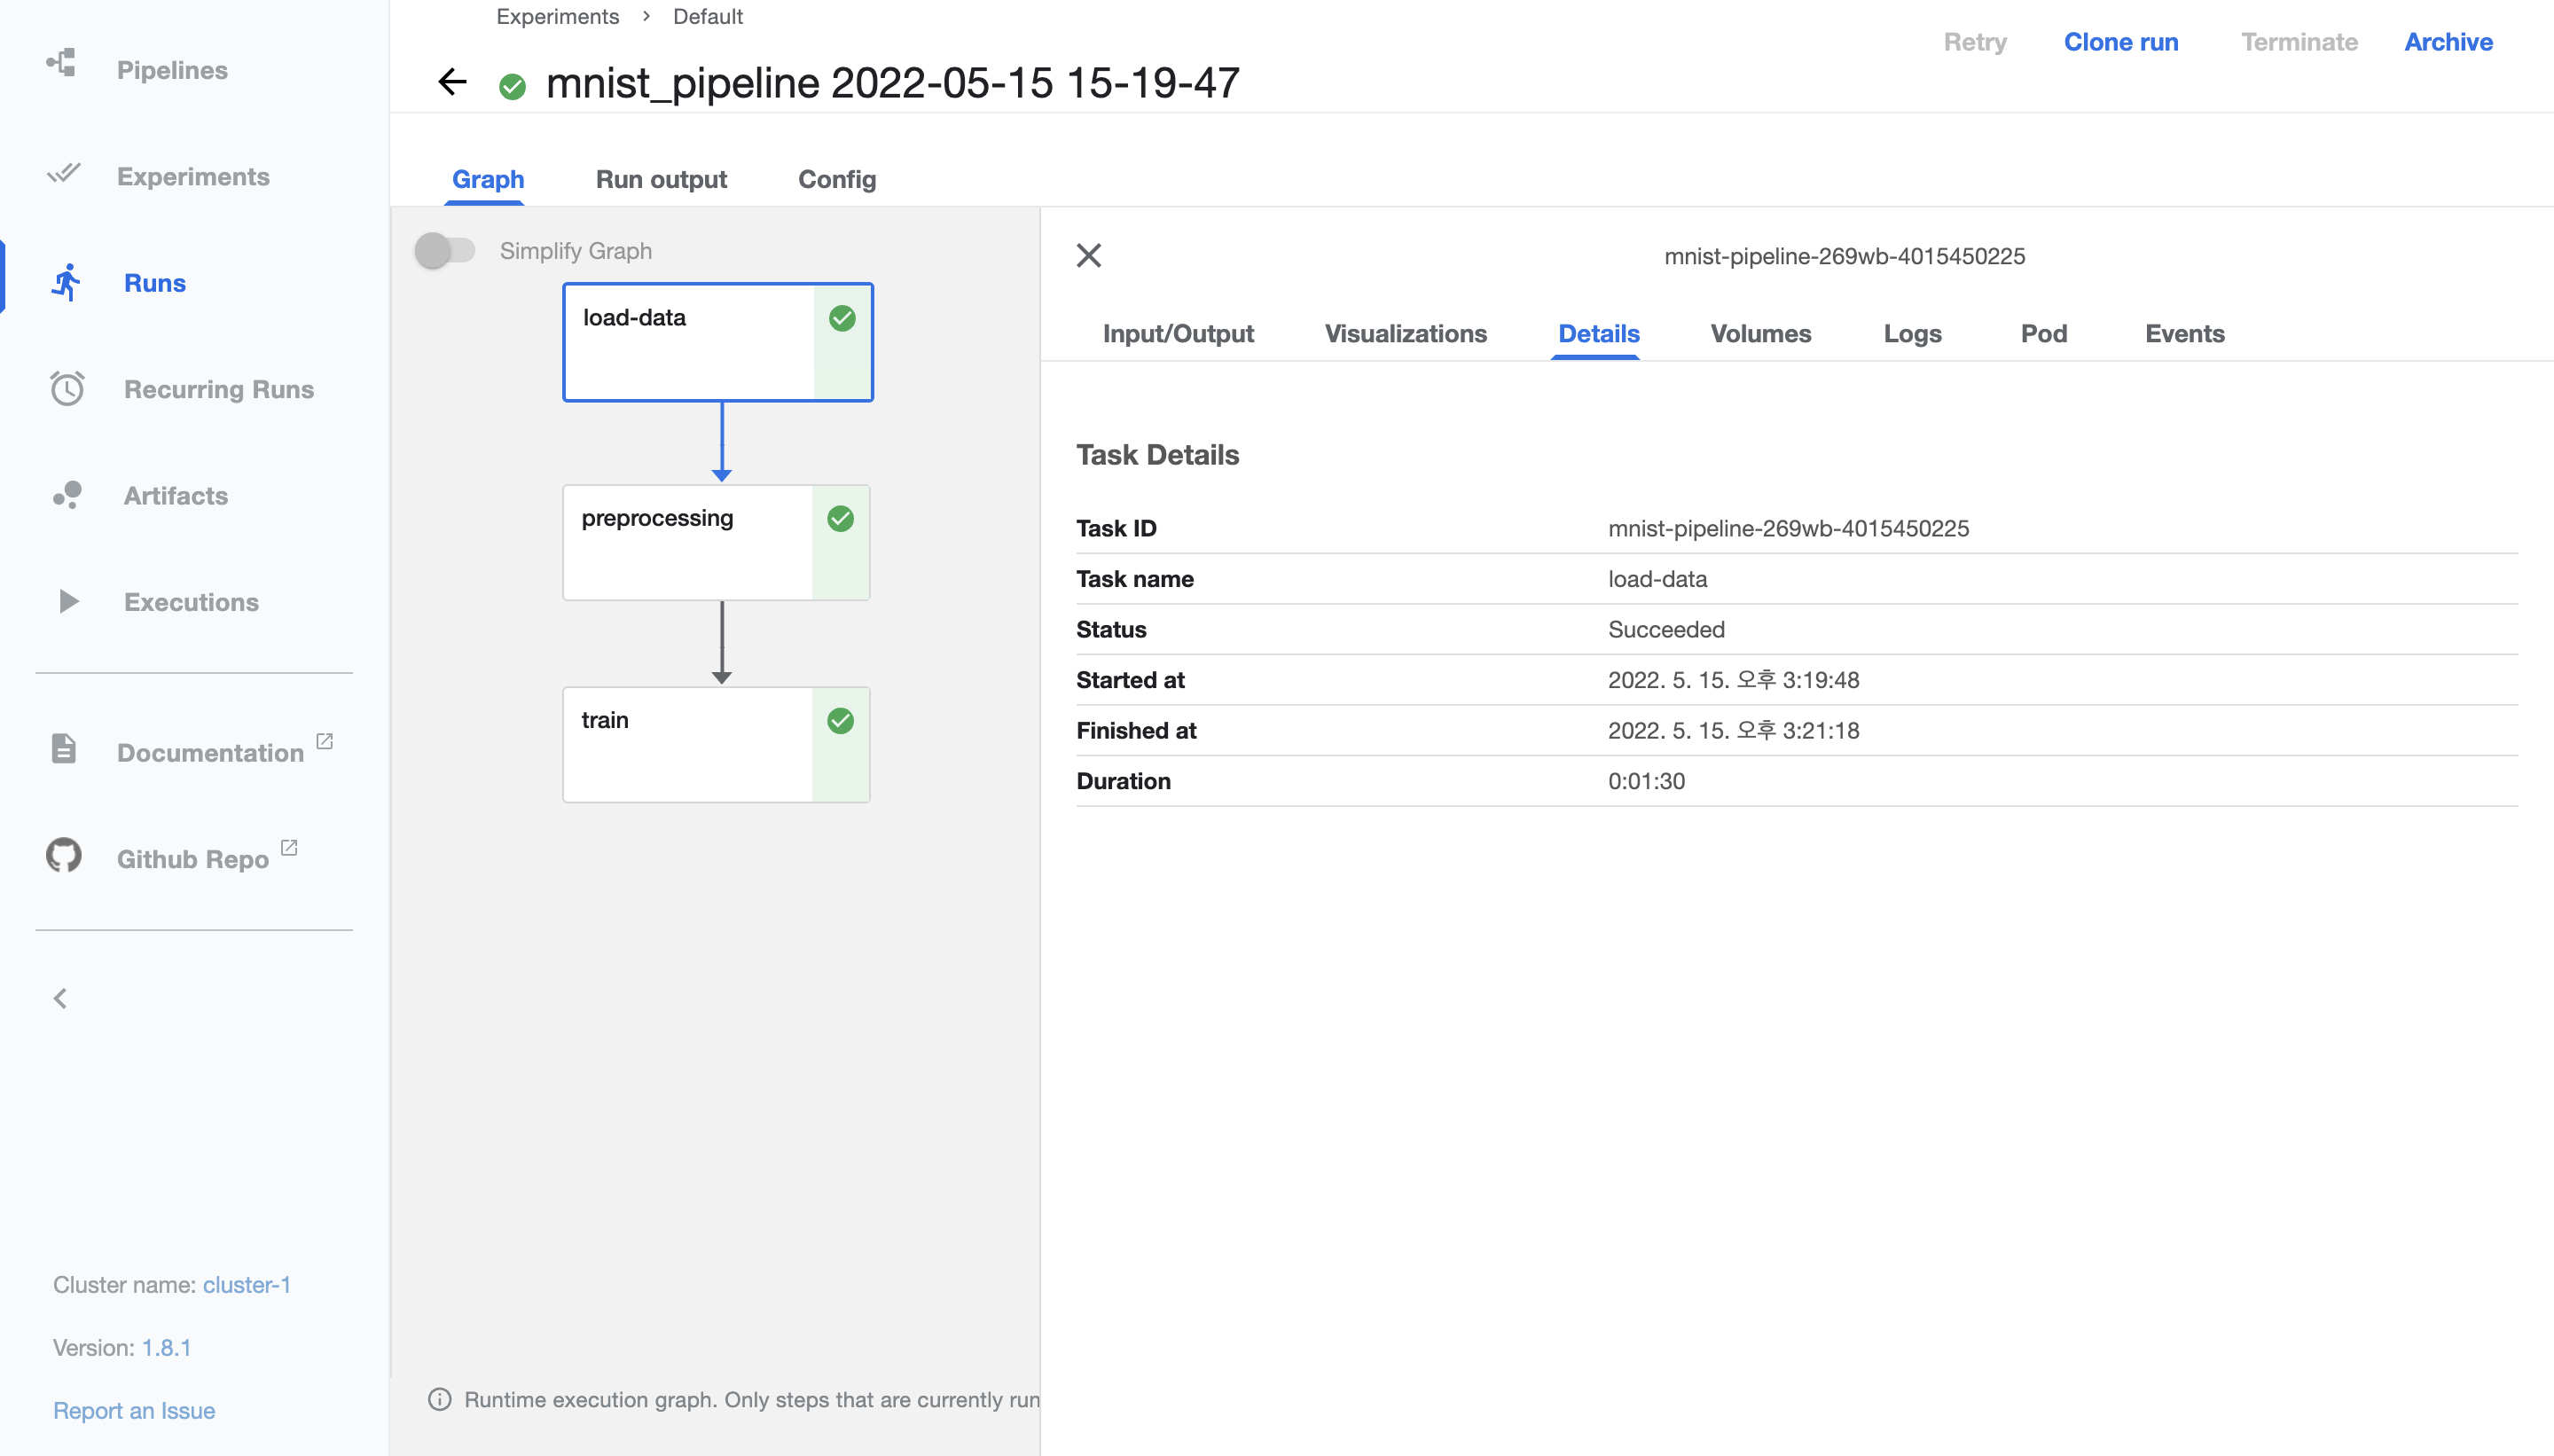 Pipelines
Experiments
Runs
Recurring Runs
Artifacts
Executions
Documentation
Github Repo
Cluster name: cluster-1
Version: 1.8.1
Report an Issue
Experiments > Default
mnist_pipeline 2022-05-15 15-19-47
Retry Clone run Terminate Archive
Graph Run output Config
Simplify Graph
load-data
preprocessing
train
Runtime execution graph. Only steps that are currently run
mnist-pipeline-269wb-4015450225
Input/Output Visualizations Details Volumes Logs Pod Events
Task Details
Task ID mnist-pipeline-269wb-4015450225
Task name load-data
Status Succeeded
Started at 2022. 5. 15. 오후 3:19:48
Finished at 2022. 5. 15. 오후 3:21:18
Duration 0:01:30